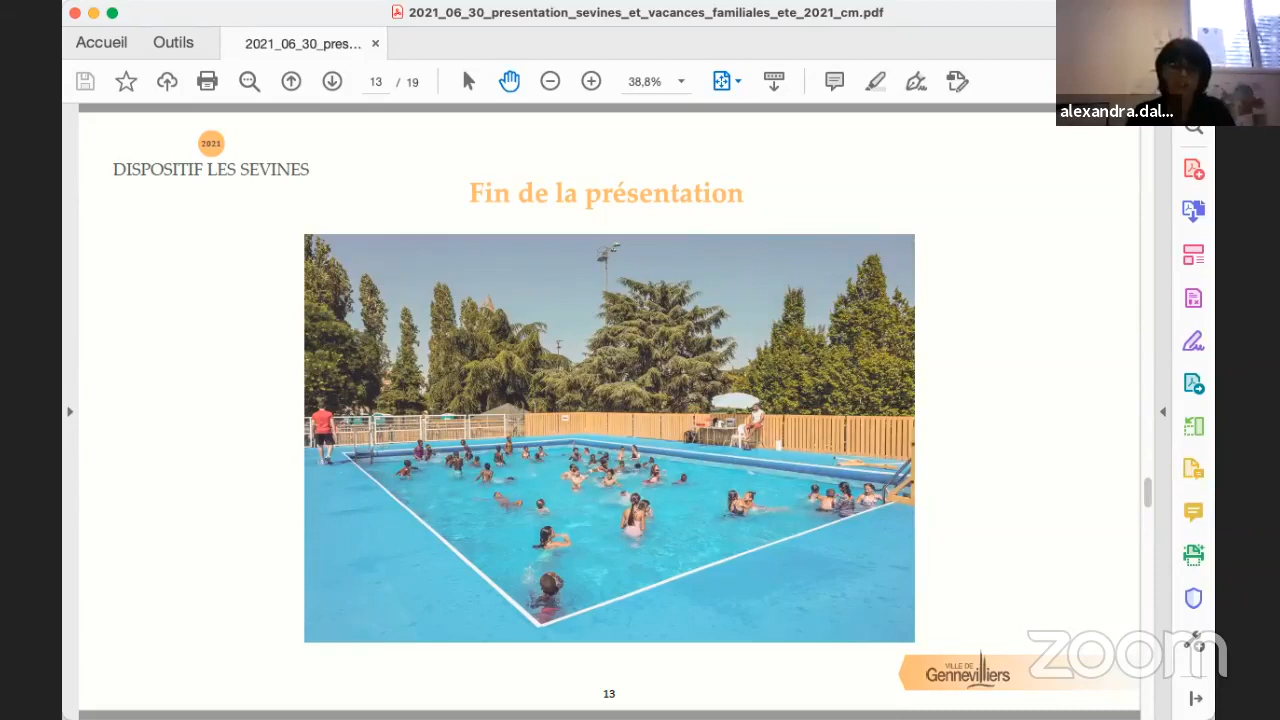 2021_06_30_presentation_sevines_et_vacances_familiales_ete_2021_cm.pdf
Accueil
Outils
2021_06_30_pres...
13 / 19
38,8%
alexandra.dal...
2021
DISPOSITIF LES SEVINES
Fin de la présentation
VILLE DE
Gennevilliers
13
zoom